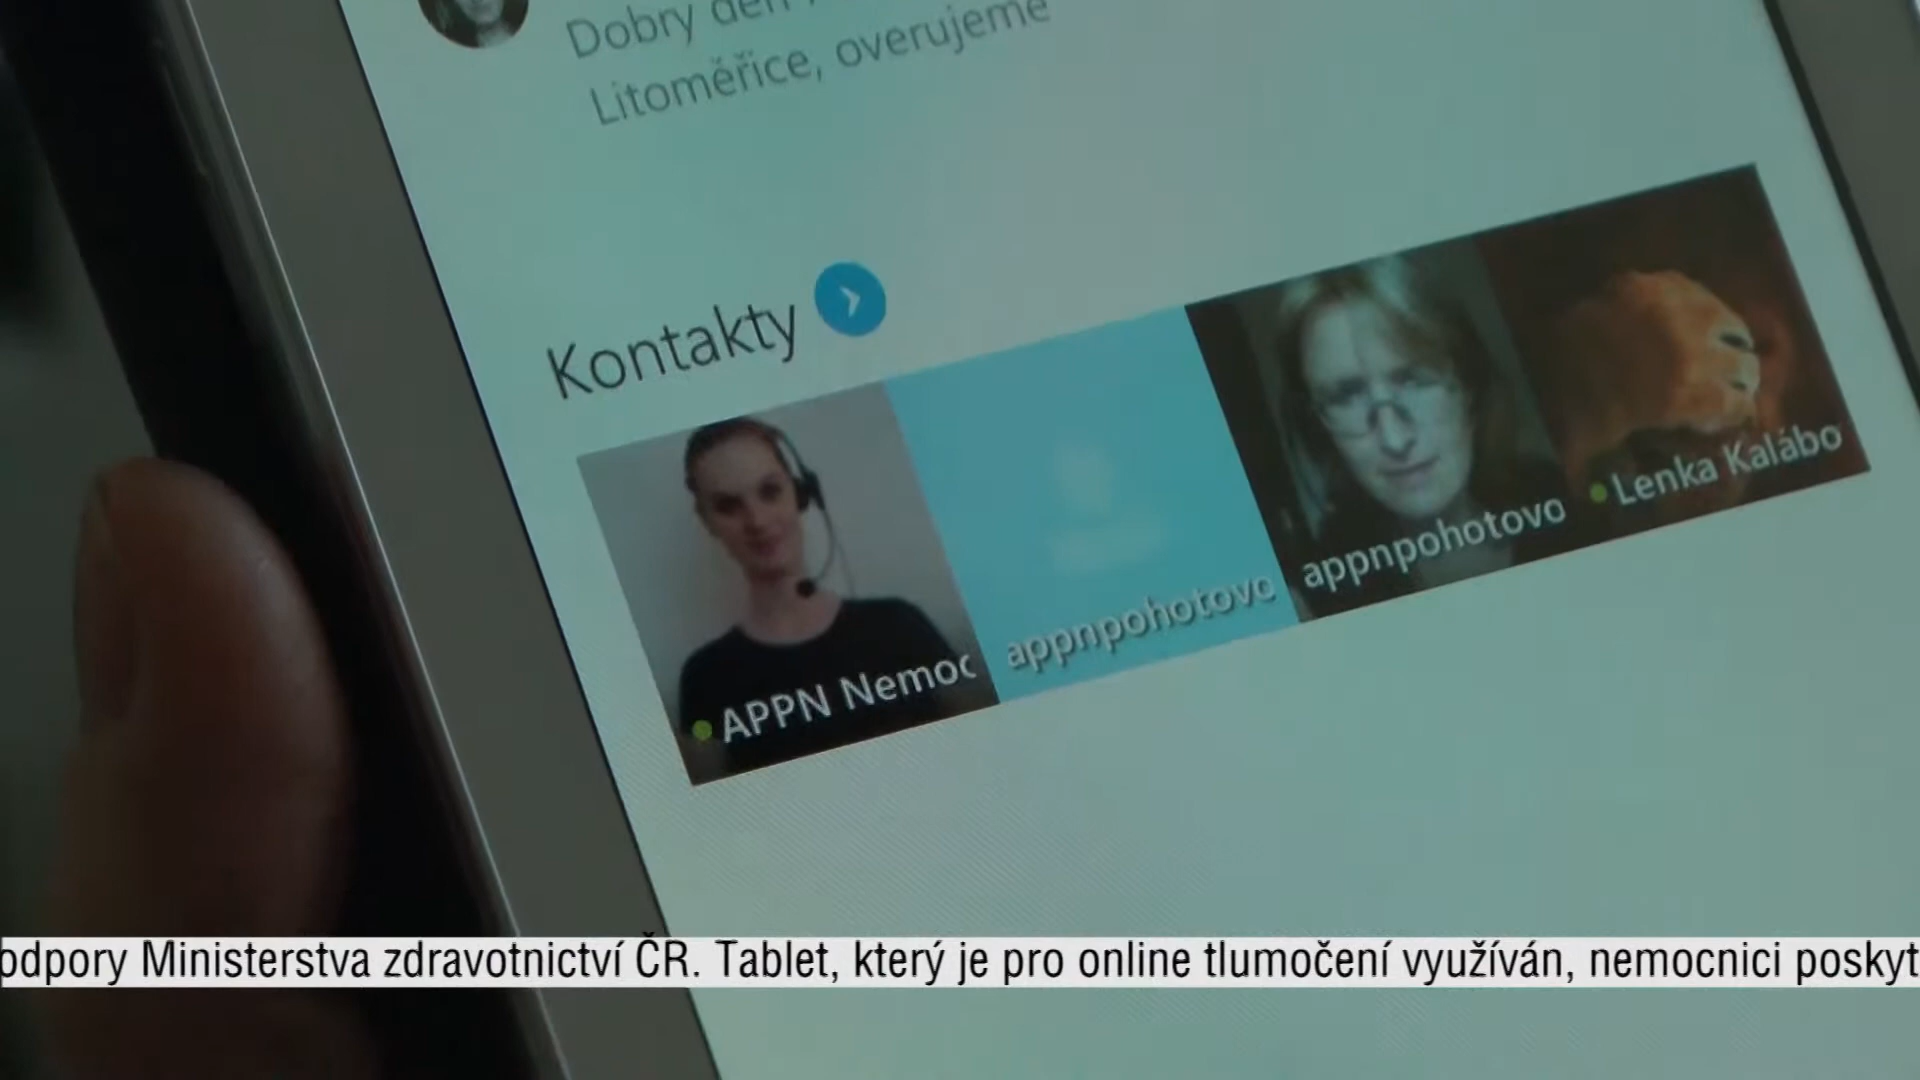 Dobry den
Litoměřice, overujeme
Kontakty
APPN Nemoc
appnpohotovo
appnpohotovo
Lenka Kalábo
odpory Ministerstva zdravotnictví ČR. Tablet, který je pro online tlumočení využíván, nemocnici poskyt